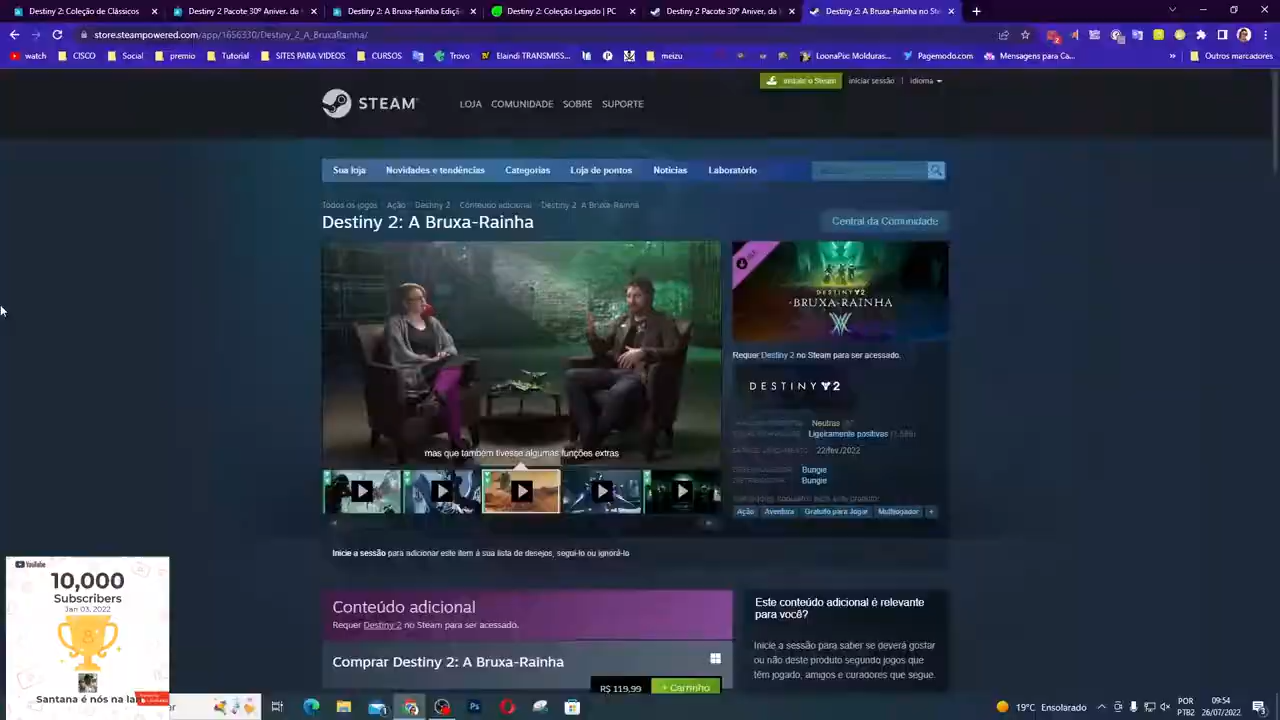 Destiny 2: Coleção de Clássicos
Destiny 2 Pacote 30º Aniver. da
Destiny 2: A Bruxa-Rainha Ediçã
Destiny 2: Coleção Legado | PC
Destiny 2 Pacote 30º Aniver. do
Destiny 2: A Bruxa-Rainha no St
store.steampowered.com/app/1656330/Destiny_2_A_BruxaRainha/
watch CISCO Social premio Tutorial SITES PARA VIDEOS CURSOS Trovo Elaindi TRANSMISS... meizu LoonaPic Molduras... Pagemodo.com Mensagens para Ca... » Outros marcadores
Instale o Steam iniciar sessão | idioma
STEAM
LOJA COMUNIDADE SOBRE SUPORTE
Sua loja Novidades e tendências Categorias Loja de pontos Notícias Laboratório
Todos os jogos Ação Destiny 2 Conteúdo adicional Destiny 2 A Bruxa-Rainha
Destiny 2: A Bruxa-Rainha
Central da Comunidade
DESTINY 2
BRUXA-RAINHA
Requer Destiny 2 no Steam para ser acessado.
DESTINY 2
Neutras
Ligeiramente positivas
22/fev./2022
Bungie
Bungie
Ação Aventura Gratuito para Jogar Multijogador +
mas que também tivesse algumas funções extras
Inicie a sessão para adicionar este item à sua lista de desejos, segui-lo ou ignorá-lo
Conteúdo adicional
Requer Destiny 2 no Steam para ser acessado.
Este conteúdo adicional é relevante
para você?
Inicie a sessão para saber se deverá gostar
ou não deste produto segundo jogos que
têm jogado, amigos e curadores que segue.
Comprar Destiny 2: A Bruxa-Rainha
R$ 119,99 + Carrinho
YouTube
10,000
Subscribers
Jan 03, 2022
Santana é nós na la
19°C Ensolarado
POR
PTB2
09:54
26/07/2022